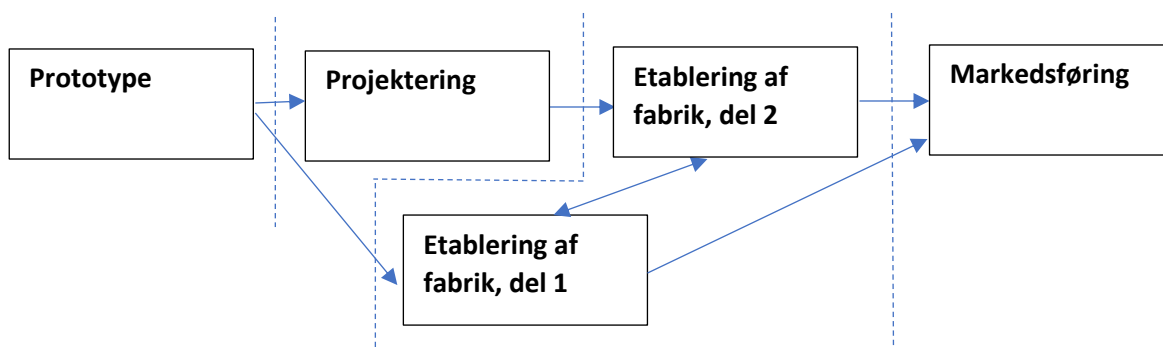 Prototype
Projektering
Etablering af
fabrik, del 2
Markedsføring
Etablering af
fabrik, del 1